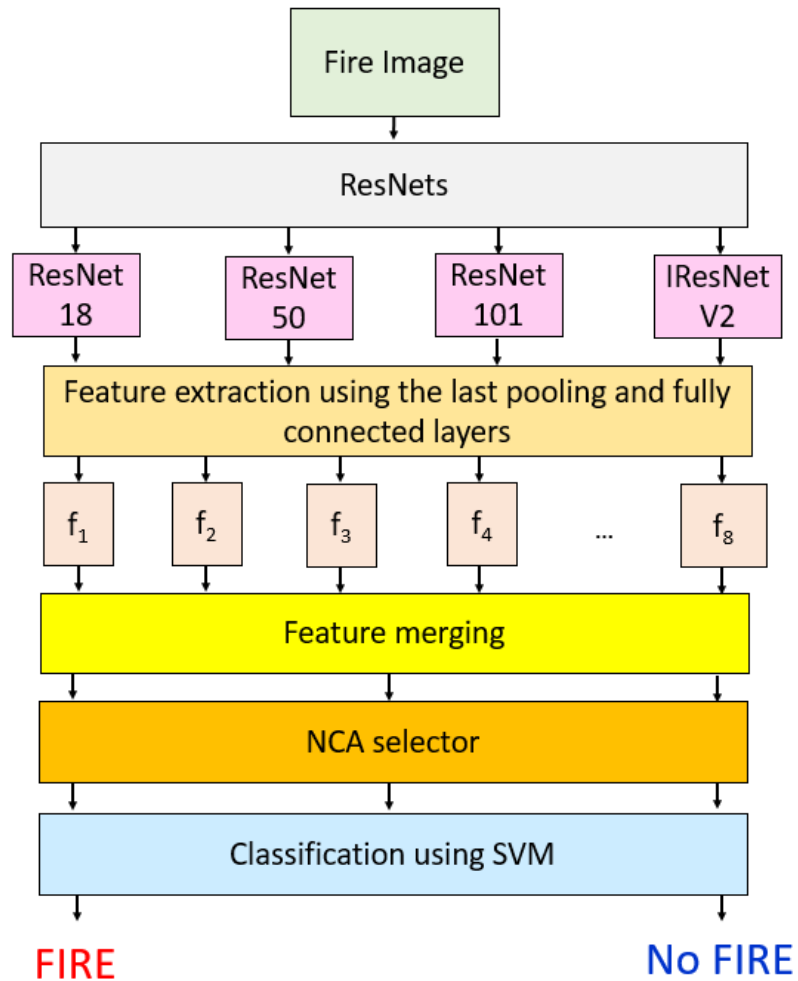 Fire Image
ResNets
ResNet
18
ResNet
50
ResNet
101
IResNet
V2
Feature extraction using the last pooling and fully
connected layers
f₁
f₂
f₃
f₄
...
f₈
Feature merging
NCA selector
Classification using SVM
FIRE
No FIRE